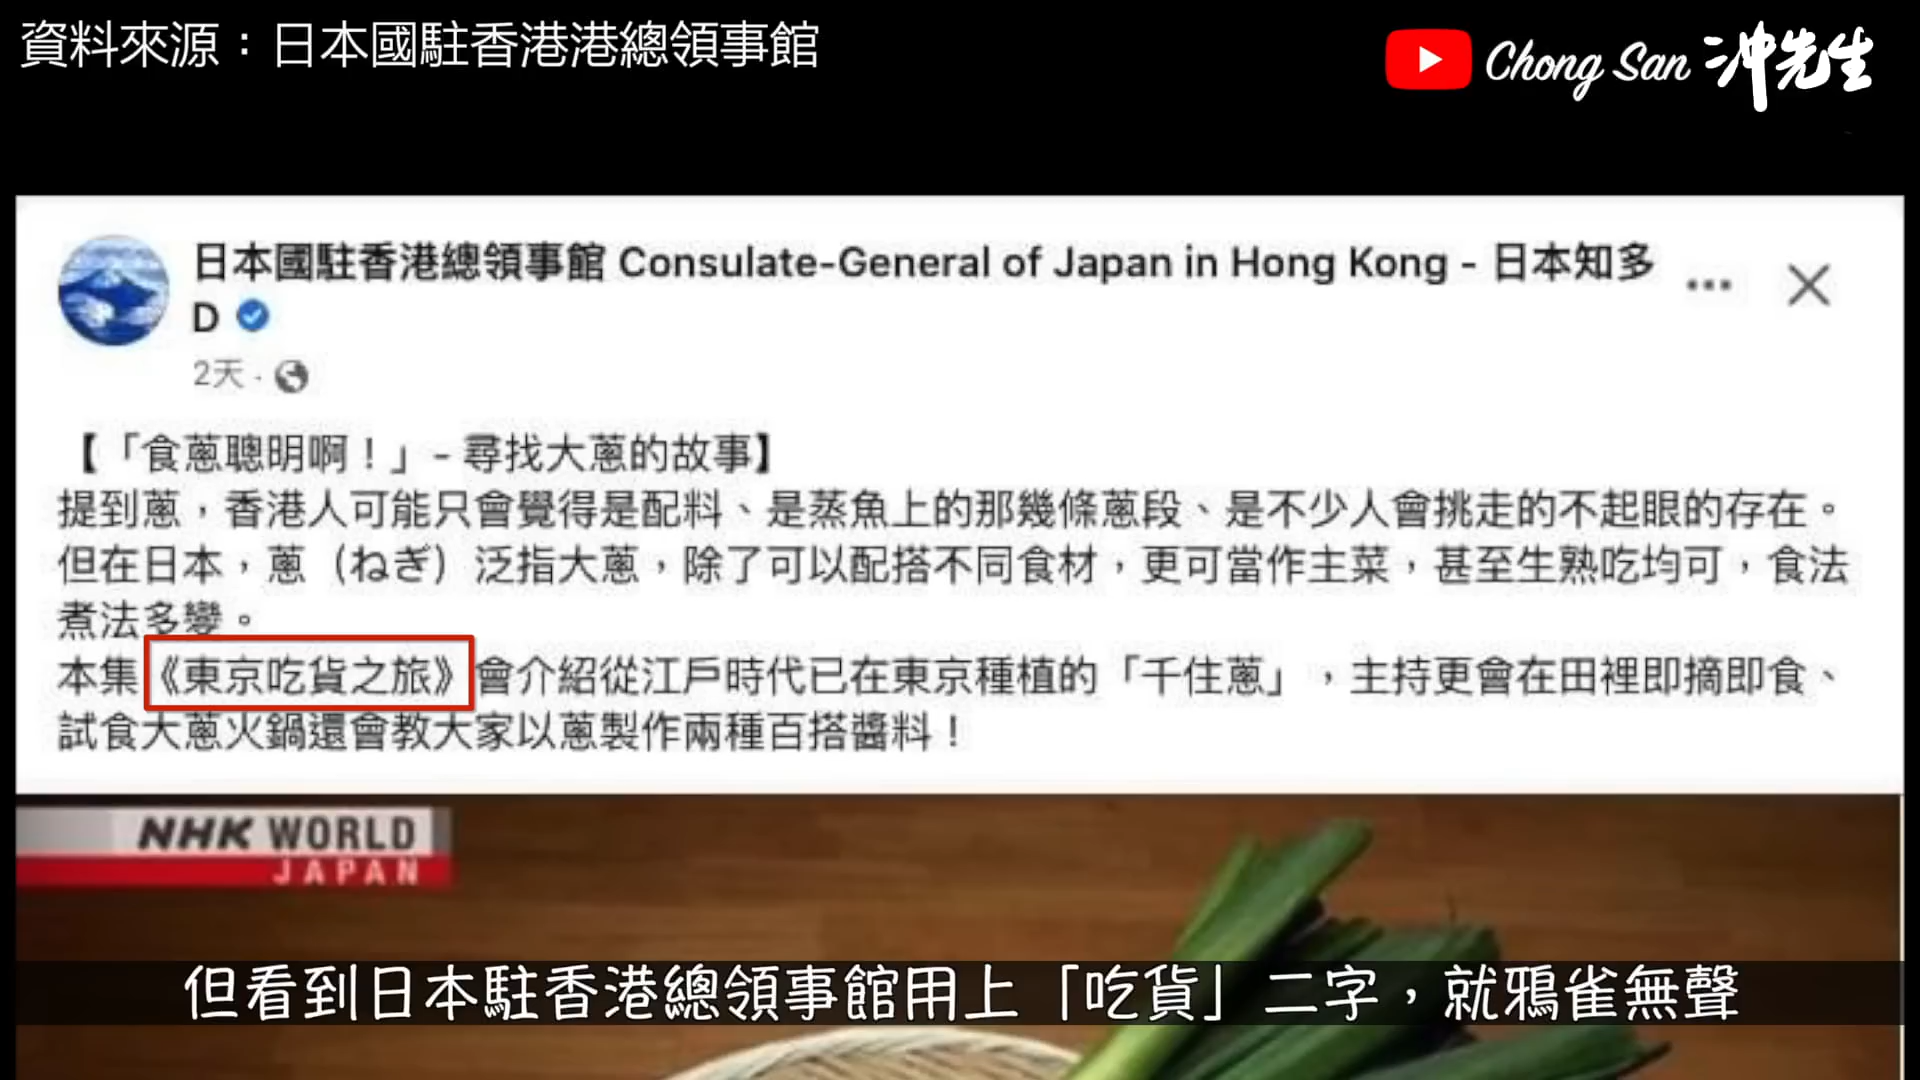 資料來源：日本國駐香港港總領事館
Chong San 沖先生
日本國駐香港總領事館 Consulate-General of Japan in Hong Kong - 日本知多
D
2天 ·
【「食蔥聰明啊！」- 尋找大蔥的故事】
提到蔥，香港人可能只會覺得是配料、是蒸魚上的那幾條蔥段、是不少人會挑走的不起眼的存在。
但在日本，蔥（ねぎ）泛指大蔥，除了可以配搭不同食材，更可當作主菜，甚至生熟吃均可，食法
煮法多變。
本集《東京吃貨之旅》會介紹從江戶時代已在東京種植的「千住蔥」，主持更會在田裡即摘即食、
試食大蔥火鍋還會教大家以蔥製作兩種百搭醬料！
NHK WORLD
JAPAN
但看到日本駐香港總領事館用上「吃貨」二字，就鴉雀無聲